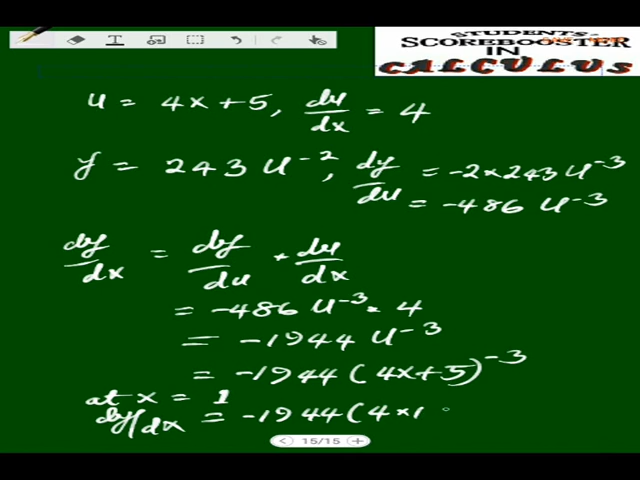 STUDENTS
SCOREBOOSTER
IN
CALCULUS
u = 4x+5, du/dx = 4
y = 243 u⁻², dy/du = -2×243 u⁻³
= -486 u⁻³
dy/dx = dy/du * du/dx
= -486 u⁻³ * 4
= -1944 u⁻³
= -1944 (4x+5)⁻³
at x = 1
dy/dx = -1944 (4×1
15/15